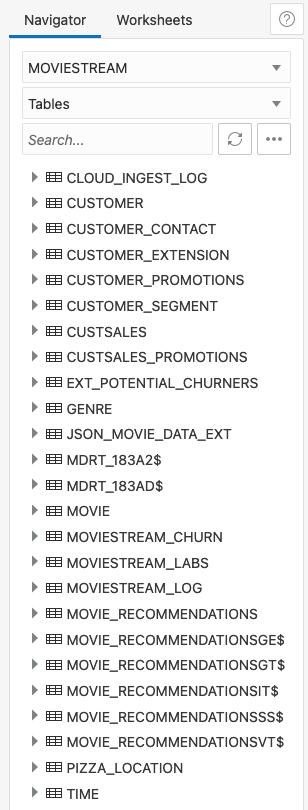 Navigator Worksheets
MOVIESTREAM
Tables
Search...
CLOUD_INGEST_LOG
CUSTOMER
CUSTOMER_CONTACT
CUSTOMER_EXTENSION
CUSTOMER_PROMOTIONS
CUSTOMER_SEGMENT
CUSTSALES
CUSTSALES_PROMOTIONS
EXT_POTENTIAL_CHURNERS
GENRE
JSON_MOVIE_DATA_EXT
MDRT_183A2$
MDRT_183AD$
MOVIE
MOVIESTREAM_CHURN
MOVIESTREAM_LABS
MOVIESTREAM_LOG
MOVIE_RECOMMENDATIONS
MOVIE_RECOMMENDATIONSGE$
MOVIE_RECOMMENDATIONSGT$
MOVIE_RECOMMENDATIONSIT$
MOVIE_RECOMMENDATIONSSS$
MOVIE_RECOMMENDATIONSVT$
PIZZA_LOCATION
TIME